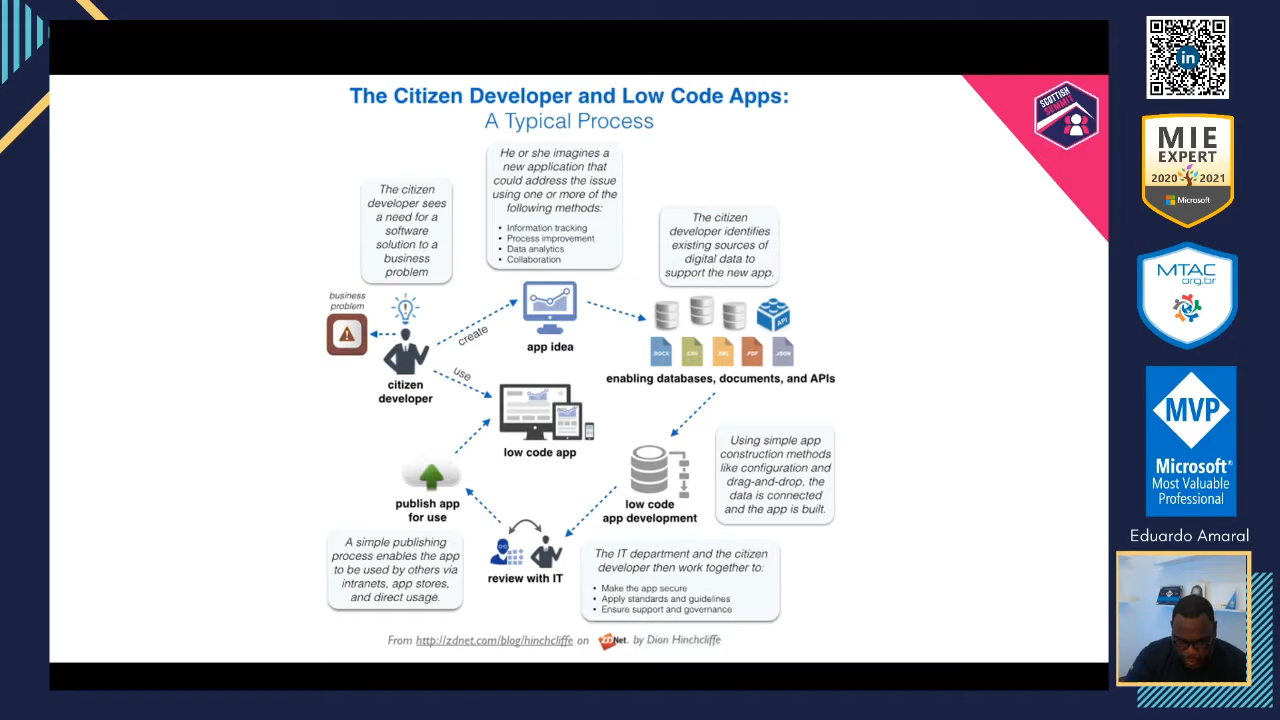 The Citizen Developer and Low Code Apps:
A Typical Process
SCOTTISH
SUMMIT
The citizen
developer sees
a need for a
software
solution to a
business
problem
He or she imagines a
new application that
could address the issue
using one or more of the
following methods:
• Information tracking
• Process improvement
• Data analytics
• Collaboration
The citizen
developer identifies
existing sources of
digital data to
support the new app.
business
problem
create
use
citizen
developer
app idea
API
.DOCX
.CSV
.XML
.PDF
.JSON
enabling databases, documents, and APIs
low code app
publish app
for use
low code
app development
Using simple app
construction methods
like configuration and
drag-and-drop, the
data is connected
and the app is built.
A simple publishing
process enables the app
to be used by others via
intranets, app stores,
and direct usage.
review with IT
The IT department and the citizen
developer then work together to:
• Make the app secure
• Apply standards and guidelines
• Ensure support and governance
From http://zdnet.com/blog/hinchcliffe on ZDNet. by Dion Hinchcliffe
in
MIE
EXPERT
2020 2021
Microsoft
MTAC
org.br
MVP
Microsoft®
Most Valuable
Professional
Eduardo Amaral